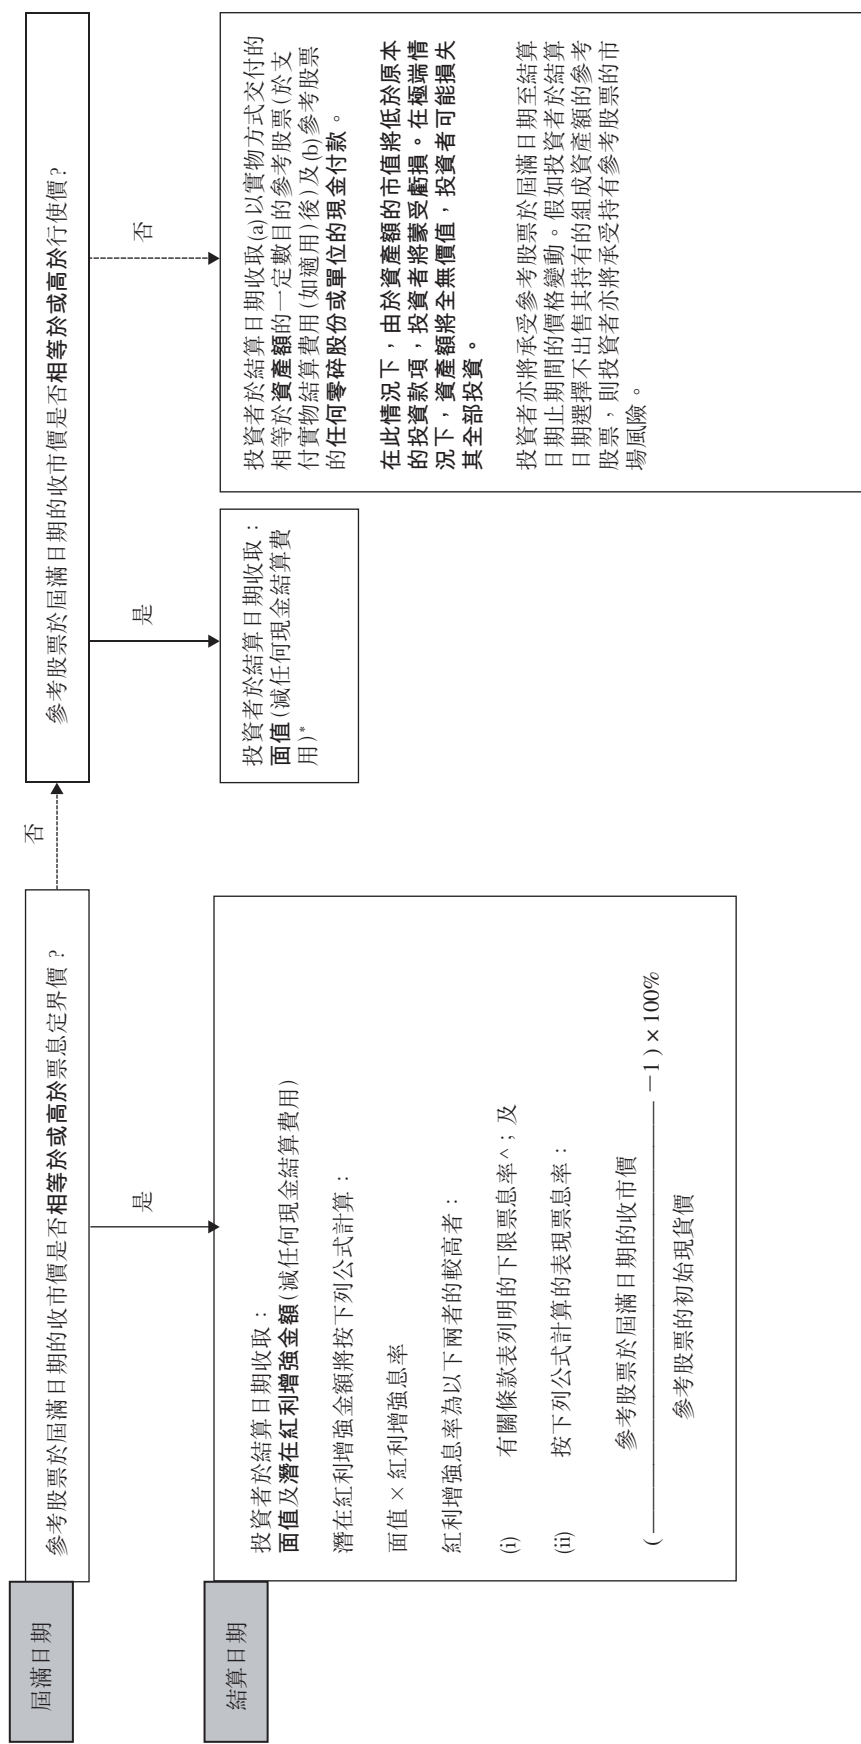 屆滿日期
參考股票於屆滿日期的收市價是否相等於或高於票息定界價？
否
參考股票於屆滿日期的收市價是否相等於或高於行使價？
是
是
否
結算日期
投資者於結算日期收取：
面值及潛在紅利增強金額(減任何現金結算費用)
潛在紅利增強金額將按下列公式計算：
面值 × 紅利增強息率
紅利增強息率為以下兩者的較高者：
(i) 有關條款表列明的下限票息率^；及
(ii) 按下列公式計算的表現票息率：
參考股票於屆滿日期的收市價
( －1 ) × 100%
參考股票的初始現貨價
投資者於結算日期收取：
面值(減任何現金結算費
用)*
投資者於結算日期收取(a)以實物方式交付的
相等於資產額的一定數目的參考股票(於支
付實物結算費用(如適用)後)及(b)參考股票
的任何零碎股份或單位的現金付款。
在此情況下，由於資產額的市值將低於原本
的投資款項，投資者將蒙受虧損。在極端情
況下，資產額將全無價值，投資者可能損失
其全部投資。
投資者亦將承受參考股票於屆滿日期至結算
日期止期間的價格變動。假如投資者於結算
日期選擇不出售其持有的組成資產額的參考
股票，則投資者亦將承受持有參考股票的市
場風險。